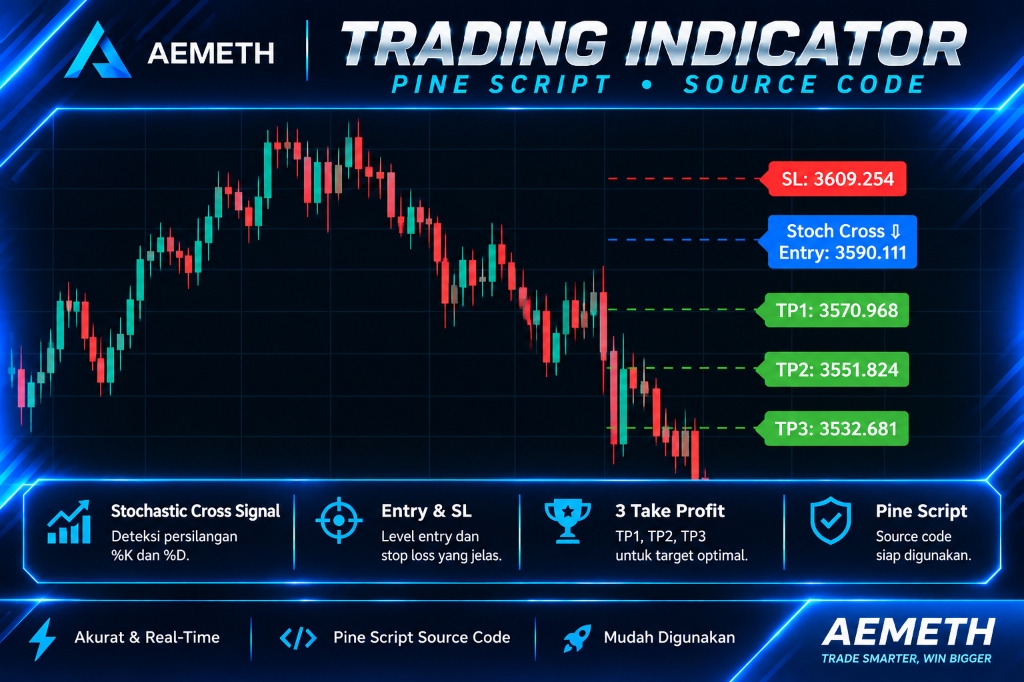 AEMETH
TRADING INDICATOR
PINE SCRIPT • SOURCE CODE
SL: 3609.254
Stoch Cross ⇩
Entry: 3590.111
TP1: 3570.968
TP2: 3551.824
TP3: 3532.681
Stochastic Cross Signal
Deteksi persilangan
%K dan %D.
Entry & SL
Level entry dan
stop loss yang jelas.
3 Take Profit
TP1, TP2, TP3
untuk target optimal.
Pine Script
Source code
siap digunakan.
Akurat & Real-Time
</>
Pine Script Source Code
Mudah Digunakan
AEMETH
TRADE SMARTER, WIN BIGGER